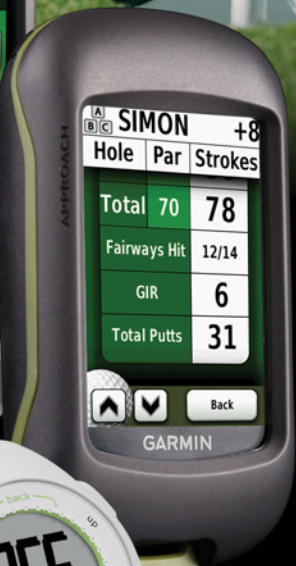 A
B C SIMON +8
Hole Par Strokes
Total 70 78
Fairways Hit 12/14
GIR 6
Total Putts 31
Back
GARMIN
APPROACH
back
up